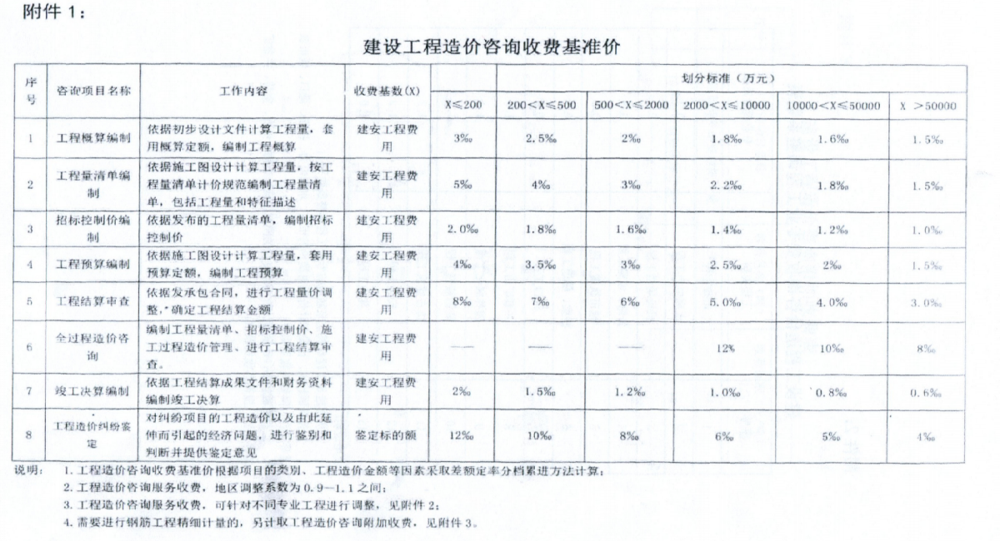 附件 1：
建设工程造价咨询收费基准价
序号 咨询项目名称 工作内容 收费基数(X) 划分标准（万元）
X≤200 200<X≤500 500<X≤2000 2000<X≤10000 10000<X≤50000 X >50000
1 工程概算编制 依据初步设计文件计算工程量，套用概算定额，编制工程概算 建安工程费用 3‰ 2.5‰ 2‰ 1.8‰ 1.6‰ 1.5‰
2 工程量清单编制 依据施工图设计计算工程量，按工程量清单计价规范编制工程量清单，包括工程量和特征描述 建安工程费用 5‰ 4‰ 3‰ 2.2‰ 1.8‰ 1.5‰
3 招标控制价编制 依据发布的工程量清单，编制招标控制价 建安工程费用 2.0‰ 1.8‰ 1.6‰ 1.4‰ 1.2‰ 1.0‰
4 工程预算编制 依据施工图设计计算工程量，套用预算定额，编制工程预算 建安工程费用 4‰ 3.5‰ 3‰ 2.5‰ 2‰ 1.5‰
5 工程结算审查 依据发承包合同，进行工程量价调整，确定工程结算金额 建安工程费用 8‰ 7‰ 6‰ 5.0‰ 4.0‰ 3.0‰
6 全过程造价咨询 编制工程量清单、招标控制价、施工过程造价管理、进行工程结算审查。 建安工程费用 —— —— —— 12‰ 10‰ 8‰
7 竣工决算编制 依据工程结算成果文件和财务资料编制竣工决算 建安工程费用 2‰ 1.5‰ 1.2‰ 1.0‰ 0.8‰ 0.6‰
8 工程造价纠纷鉴定 对纠纷项目的工程造价以及由此延伸而引起的经济问题，进行鉴别和判断并提供鉴定意见 鉴定标的额 12‰ 10‰ 8‰ 6‰ 5‰ 4‰
说明： 1.工程造价咨询收费基准价根据项目的类别、工程造价金额等因素采取差额定率分档累进方法计算；
2.工程造价咨询服务收费，地区调整系数为0.9—1.1之间；
3.工程造价咨询服务收费，可针对不同专业工程进行调整，见附件2；
4.需要进行钢筋工程精细计量的，另计取工程造价咨询附加收费，见附件3。